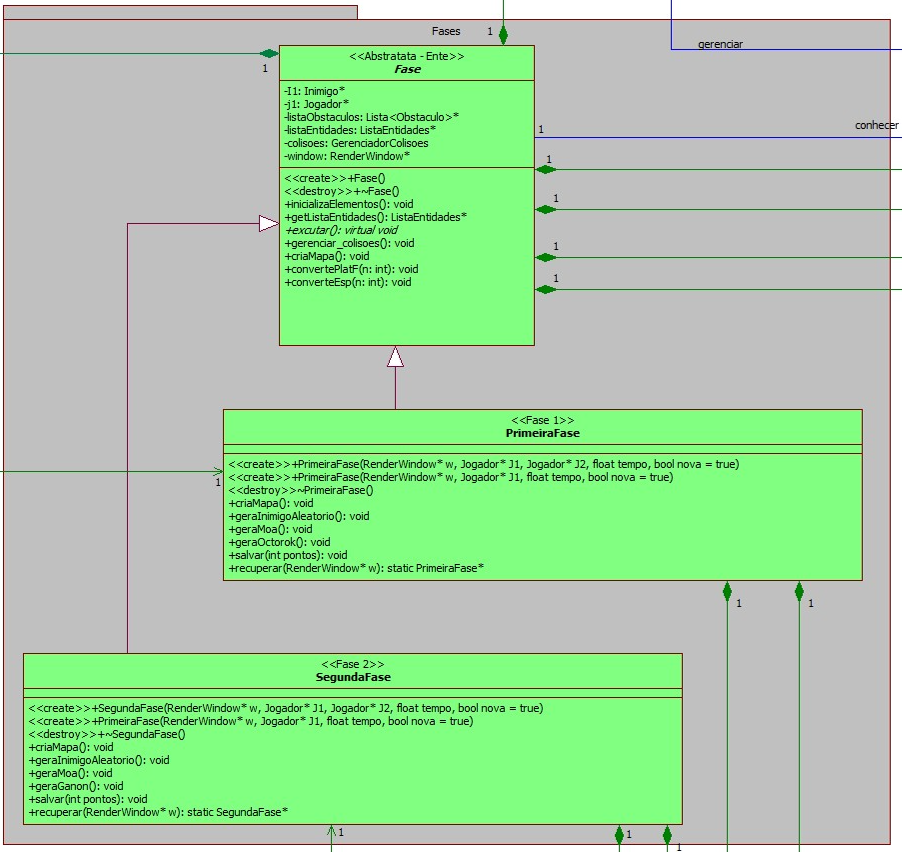 Fases
1
gerenciar
1
<<Abstratata - Ente>>
Fase
-I1: Inimigo*
-j1: Jogador*
-listaObstaculos: Lista<Obstaculo>*
-listaEntidades: ListaEntidades*
-colisoes: GerenciadorColisoes
-window: RenderWindow*
1
conhecer
1
<<create>>+Fase()
<<destroy>>+~Fase()
+inicializaElementos(): void
+getListaEntidades(): ListaEntidades*
+excutar(): virtual void
+gerenciar_colisoes(): void
+criaMapa(): void
+convertePlatF(n: int): void
+converteEsp(n: int): void
1
1
1
<<Fase 1>>
PrimeiraFase
<<create>>+PrimeiraFase(RenderWindow* w, Jogador* J1, Jogador* J2, float tempo, bool nova = true)
<<create>>+PrimeiraFase(RenderWindow* w, Jogador* J1, float tempo, bool nova = true)
<<destroy>>~PrimeiraFase()
+criaMapa(): void
+geraInimigoAleatorio(): void
+geraMoa(): void
+geraOctorok(): void
+salvar(int pontos): void
+recuperar(RenderWindow* w): static PrimeiraFase*
1
1
1
<<Fase 2>>
SegundaFase
<<create>>+SegundaFase(RenderWindow* w, Jogador* J1, Jogador* J2, float tempo, bool nova = true)
<<create>>+PrimeiraFase(RenderWindow* w, Jogador* J1, float tempo, bool nova = true)
<<destroy>>+~SegundaFase()
+criaMapa(): void
+geraInimigoAleatorio(): void
+geraMoa(): void
+geraGanon(): void
+salvar(int pontos): void
+recuperar(RenderWindow* w): static SegundaFase*
1
1
1